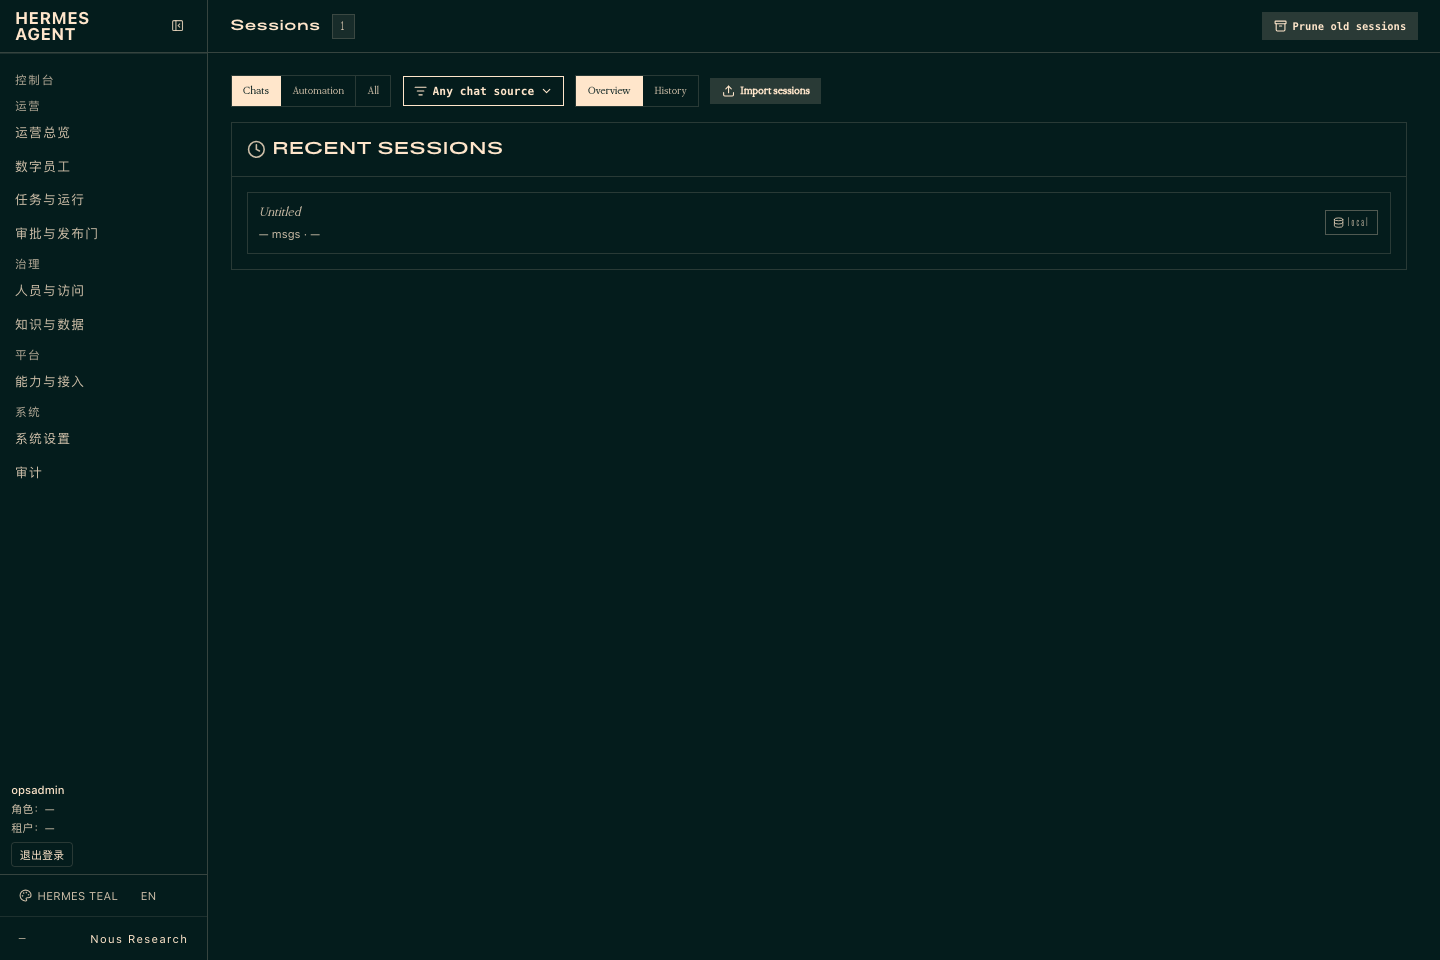 HERMES
AGENT
控制台
运营
运营总览
数字员工
任务与运行
审批与发布门
治理
人员与访问
知识与数据
平台
能力与接入
系统
系统设置
审计
opsadmin
角色: —
租户: —
退出登录
HERMES TEAL EN
— Nous Research
Sessions 1
Prune old sessions
Chats Automation All Any chat source Overview History Import sessions
RECENT SESSIONS
Untitled
— msgs · —
local